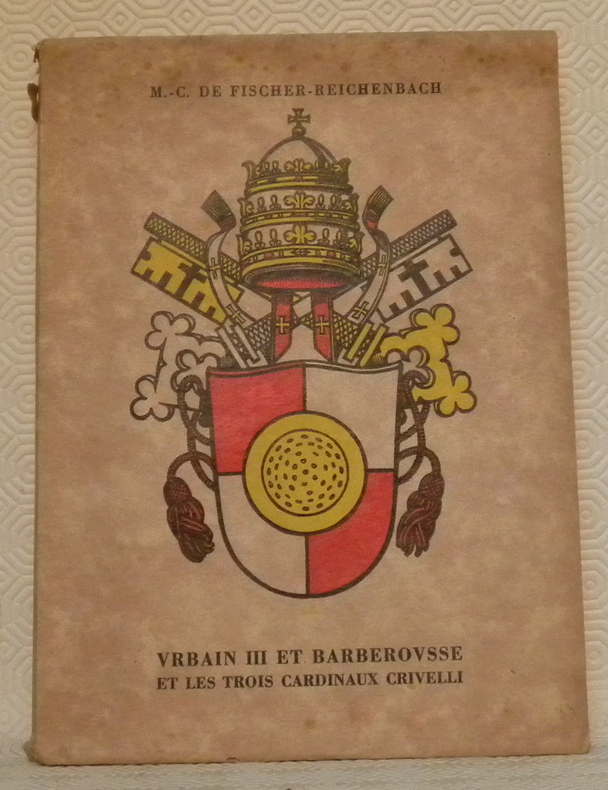 M.-C. DE FISCHER-REICHENBACH
VRBAIN III ET BARBEROVSSE
ET LES TROIS CARDINAUX CRIVELLI